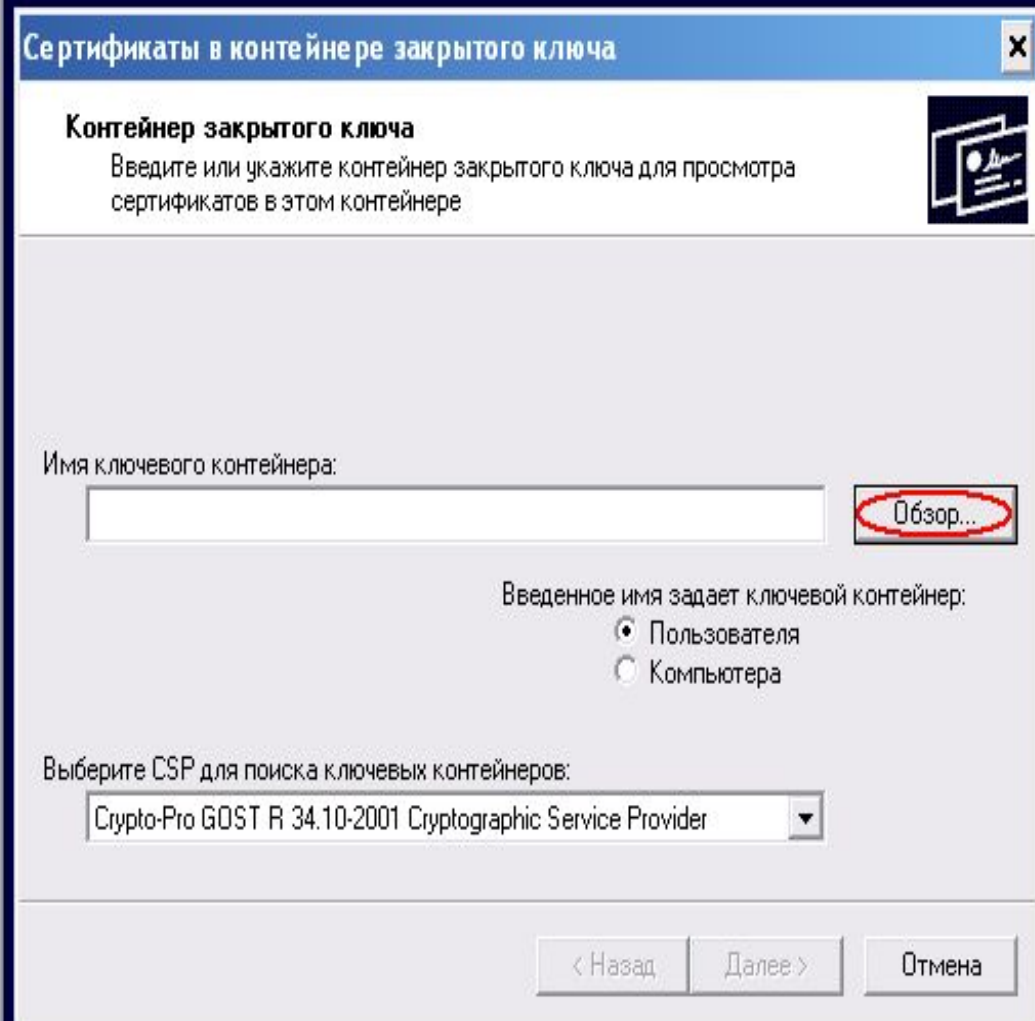 Сертификаты в контейнере закрытого ключа
Контейнер закрытого ключа
Введите или укажите контейнер закрытого ключа для просмотра
сертификатов в этом контейнере
Имя ключевого контейнера:
Обзор...
Введенное имя задает ключевой контейнер:
Пользователя
Компьютера
Выберите CSP для поиска ключевых контейнеров:
Crypto-Pro GOST R 34.10-2001 Cryptographic Service Provider
< Назад
Далее >
Отмена